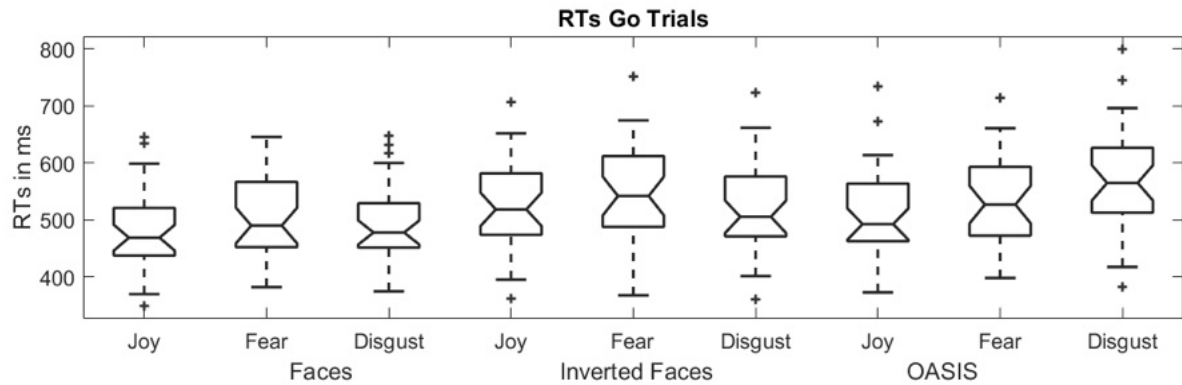 RTs Go Trials
RTs in ms
800
700
600
500
400
Joy Fear Disgust Joy Fear Disgust Joy Fear Disgust
Faces Inverted Faces OASIS